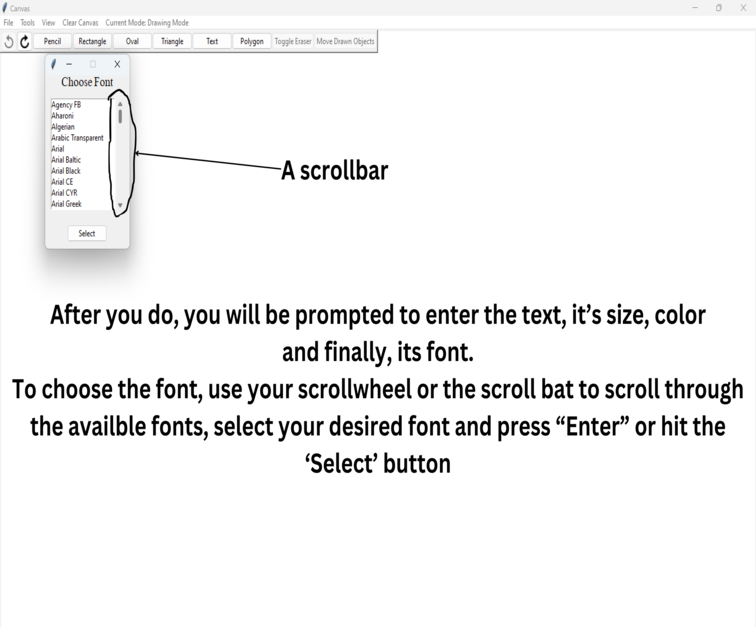 Canvas
File Tools View Clear Canvas Current Mode: Drawing Mode
Pencil Rectangle Oval Triangle Text Polygon Toggle Eraser Move Drawn Objects
Choose Font
Agency FB
Aharoni
Algerian
Arabic Transparent
Arial
Arial Baltic
Arial Black
Arial CE
Arial CYR
Arial Greek
Select
A scrollbar
After you do, you will be prompted to enter the text, it’s size, color
and finally, its font.
To choose the font, use your scrollwheel or the scroll bat to scroll through
the availble fonts, select your desired font and press “Enter” or hit the
‘Select’ button